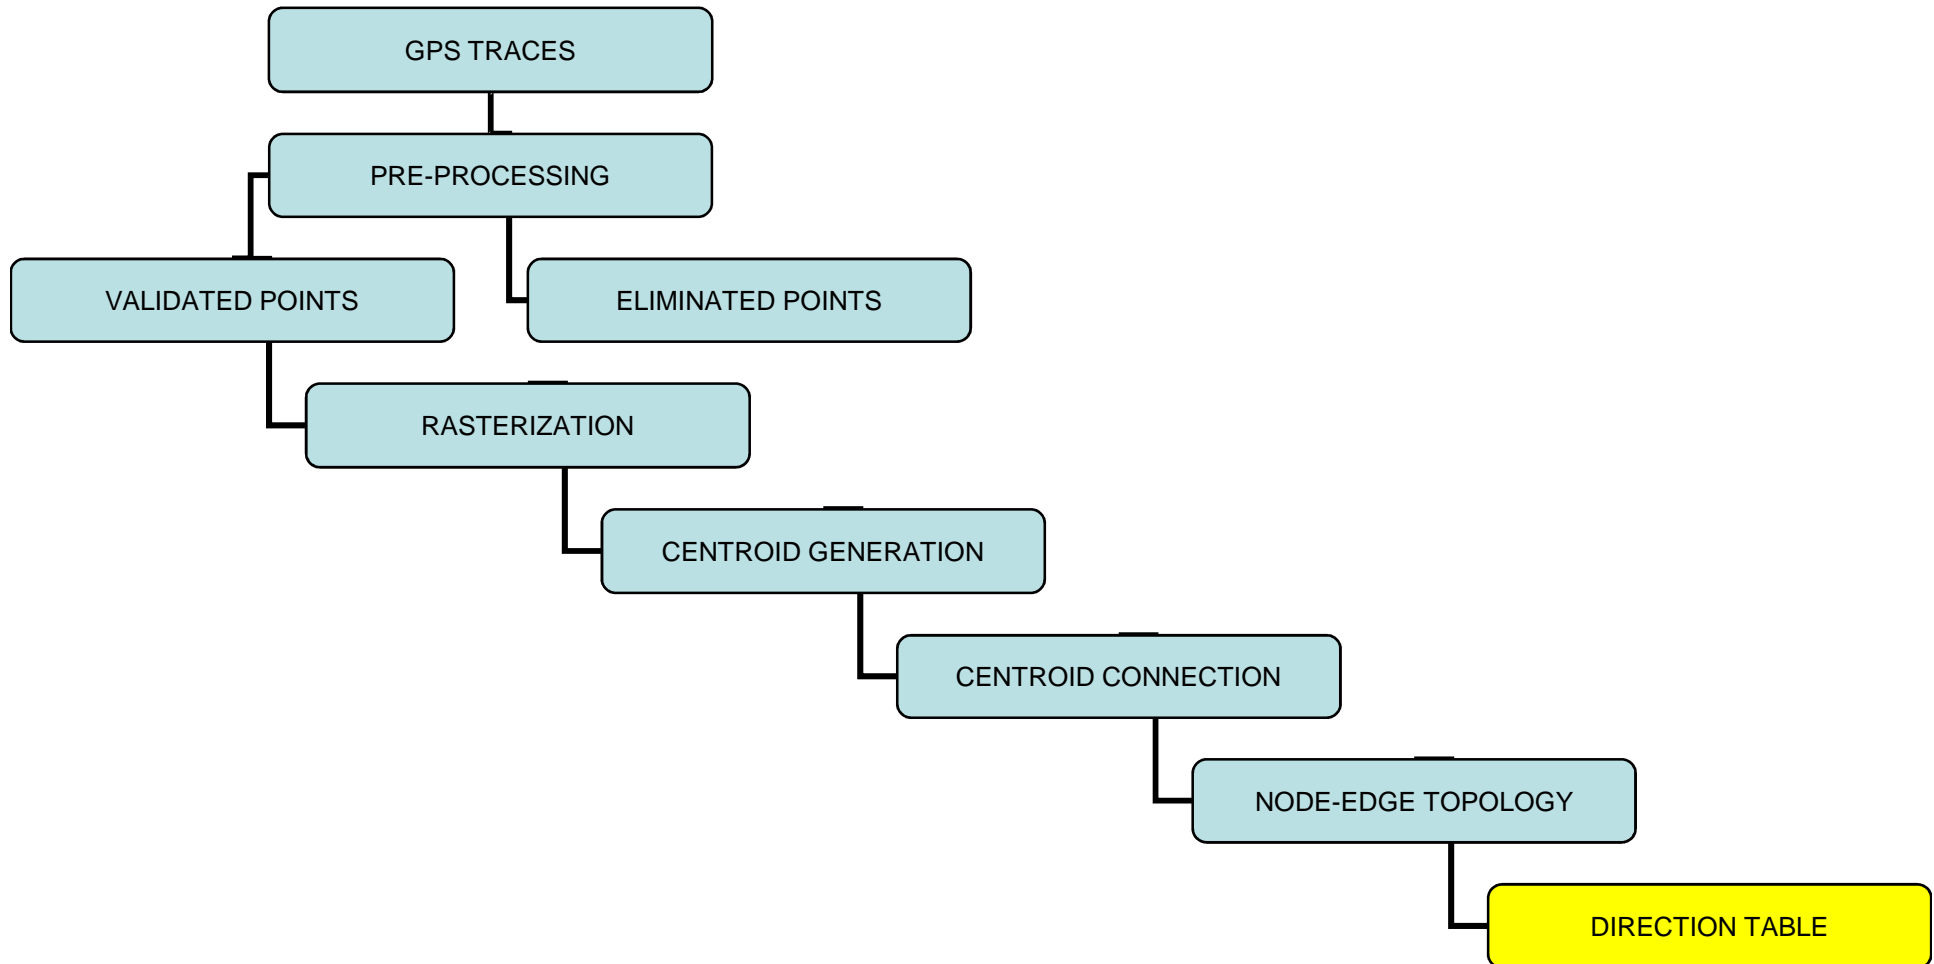 GPS TRACES
PRE-PROCESSING
VALIDATED POINTS
ELIMINATED POINTS
RASTERIZATION
CENTROID GENERATION
CENTROID CONNECTION
NODE-EDGE TOPOLOGY
DIRECTION TABLE